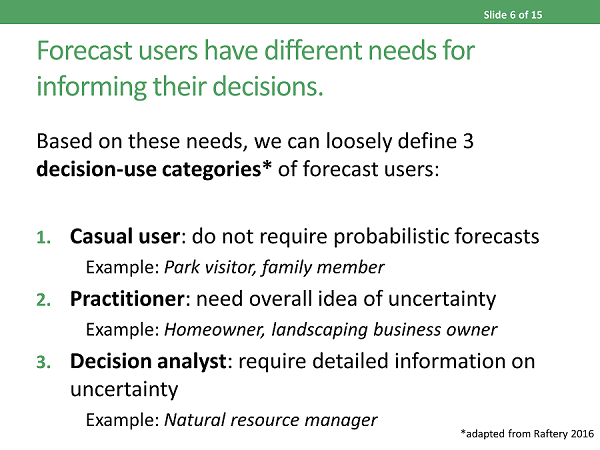 Slide 6 of 15
Forecast users have different needs for
informing their decisions.
Based on these needs, we can loosely define 3
decision-use categories* of forecast users:
1. Casual user: do not require probabilistic forecasts
Example: Park visitor, family member
2. Practitioner: need overall idea of uncertainty
Example: Homeowner, landscaping business owner
3. Decision analyst: require detailed information on
uncertainty
Example: Natural resource manager
*adapted from Raftery 2016